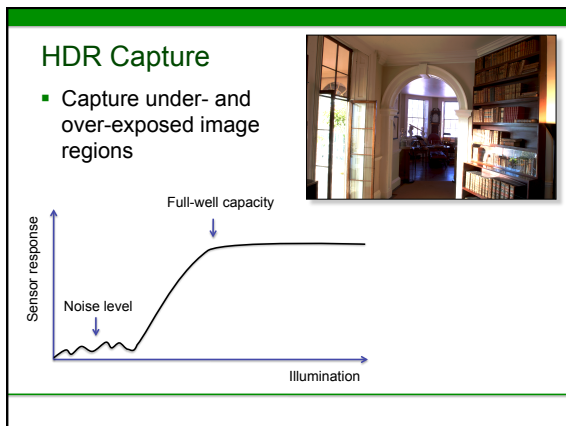 HDR Capture
▪ Capture under- and
over-exposed image
regions
Full-well capacity
Sensor response
Noise level
Illumination